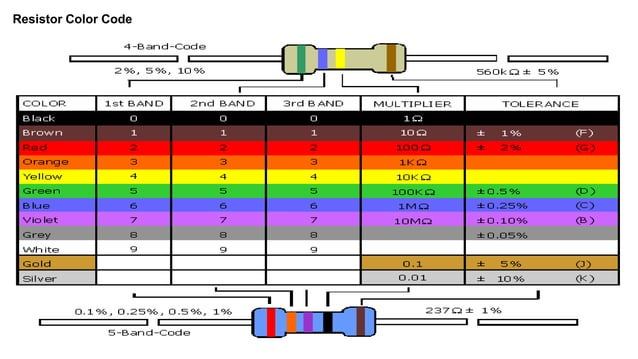 Resistor Color Code
4-Band-Code
2%, 5%, 10%
560kΩ ± 5%
COLOR 1st BAND 2nd BAND 3rd BAND MULTIPLIER TOLERANCE
Black 0 0 0 1Ω
Brown 1 1 1 10Ω ± 1% (F)
Red 2 2 2 100Ω ± 2% (G)
Orange 3 3 3 1KΩ
Yellow 4 4 4 10KΩ
Green 5 5 5 100KΩ ±0.5% (D)
Blue 6 6 6 1MΩ ±0.25% (C)
Violet 7 7 7 10MΩ ±0.10% (B)
Grey 8 8 8 ±0.05%
White 9 9 9
Gold 0.1 ± 5% (J)
Silver 0.01 ± 10% (K)
0.1%, 0.25%, 0.5%, 1%
237Ω ± 1%
5-Band-Code